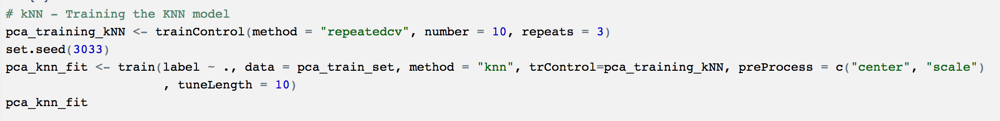 # kNN - Training the KNN model
pca_training_kNN <- trainControl(method = "repeatedcv", number = 10, repeats = 3)
set.seed(3033)
pca_knn_fit <- train(label ~ ., data = pca_train_set, method = "knn", trControl=pca_training_kNN, preProcess = c("center", "scale")
, tuneLength = 10)
pca_knn_fit